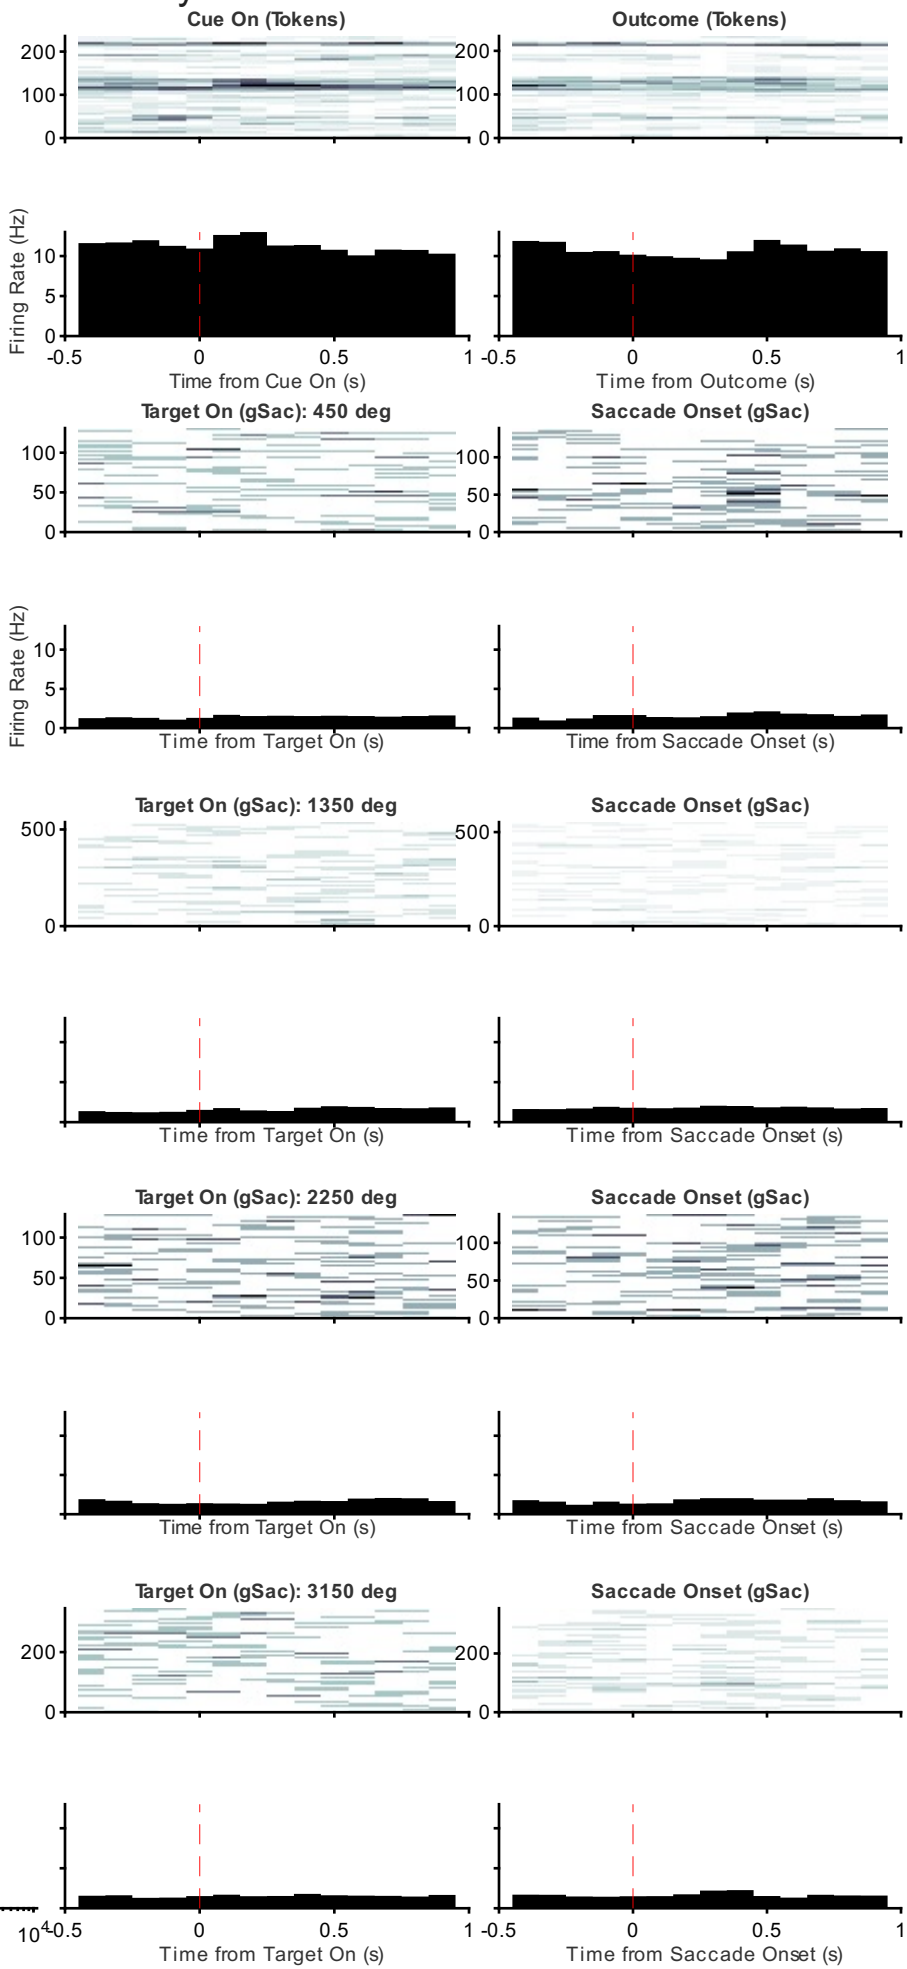 Cue On (Tokens)
Outcome (Tokens)
200
100
0
200
100
0
Firing Rate (Hz)
10
5
0
-0.5 0 0.5 1
Time from Cue On (s)
-0.5 0 0.5 1
Time from Outcome (s)
Target On (gSac): 450 deg
Saccade Onset (gSac)
100
50
0
100
50
0
Firing Rate (Hz)
10
5
0
Time from Target On (s)
Time from Saccade Onset (s)
Target On (gSac): 1350 deg
Saccade Onset (gSac)
500
0
500
0
Time from Target On (s)
Time from Saccade Onset (s)
Target On (gSac): 2250 deg
Saccade Onset (gSac)
100
50
0
100
50
0
Time from Target On (s)
Time from Saccade Onset (s)
Target On (gSac): 3150 deg
Saccade Onset (gSac)
200
0
200
0
10⁴
-0.5 0 0.5 1
Time from Target On (s)
-0.5 0 0.5 1
Time from Saccade Onset (s)